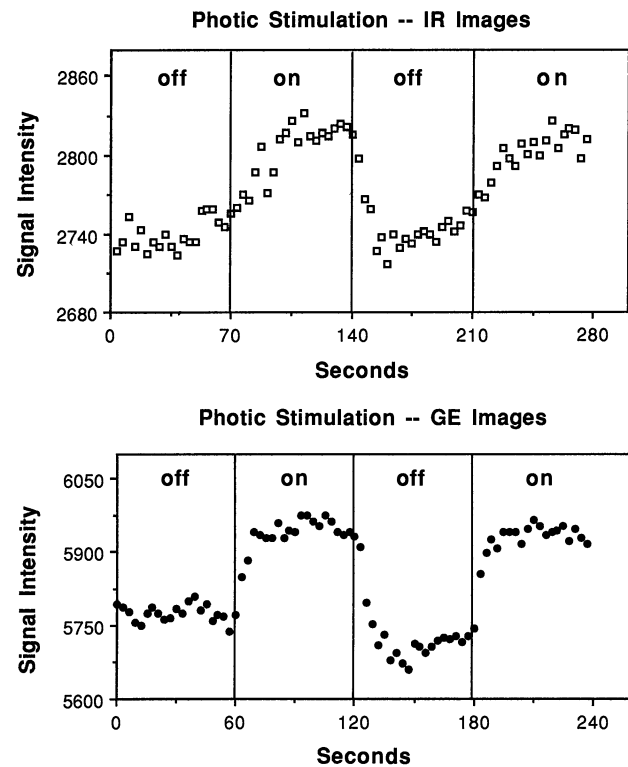 Photic Stimulation -- IR Images
off on off on
Signal Intensity
2860
2800
2740
2680
0 70 140 210 280
Seconds
Photic Stimulation -- GE Images
off on off on
Signal Intensity
6050
5900
5750
5600
0 60 120 180 240
Seconds